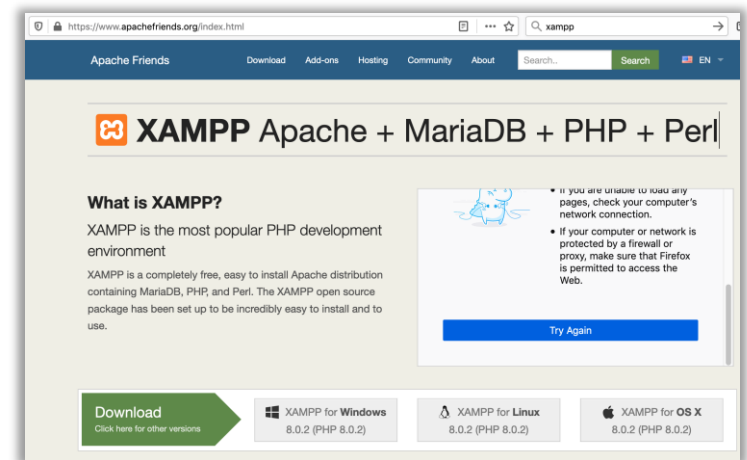 https://www.apachefriends.org/index.html
xampp
Apache Friends
Download Add-ons Hosting Community About
Search..
Search
EN
XAMPP Apache + MariaDB + PHP + Perl
What is XAMPP?
XAMPP is the most popular PHP development
environment
XAMPP is a completely free, easy to install Apache distribution
containing MariaDB, PHP, and Perl. The XAMPP open source
package has been set up to be incredibly easy to install and to
use.
If you are unable to load any
pages, check your computer's
network connection.
If your computer or network is
protected by a firewall or
proxy, make sure that Firefox
is permitted to access the
Web.
Try Again
Download
Click here for other versions
XAMPP for Windows
8.0.2 (PHP 8.0.2)
XAMPP for Linux
8.0.2 (PHP 8.0.2)
XAMPP for OS X
8.0.2 (PHP 8.0.2)